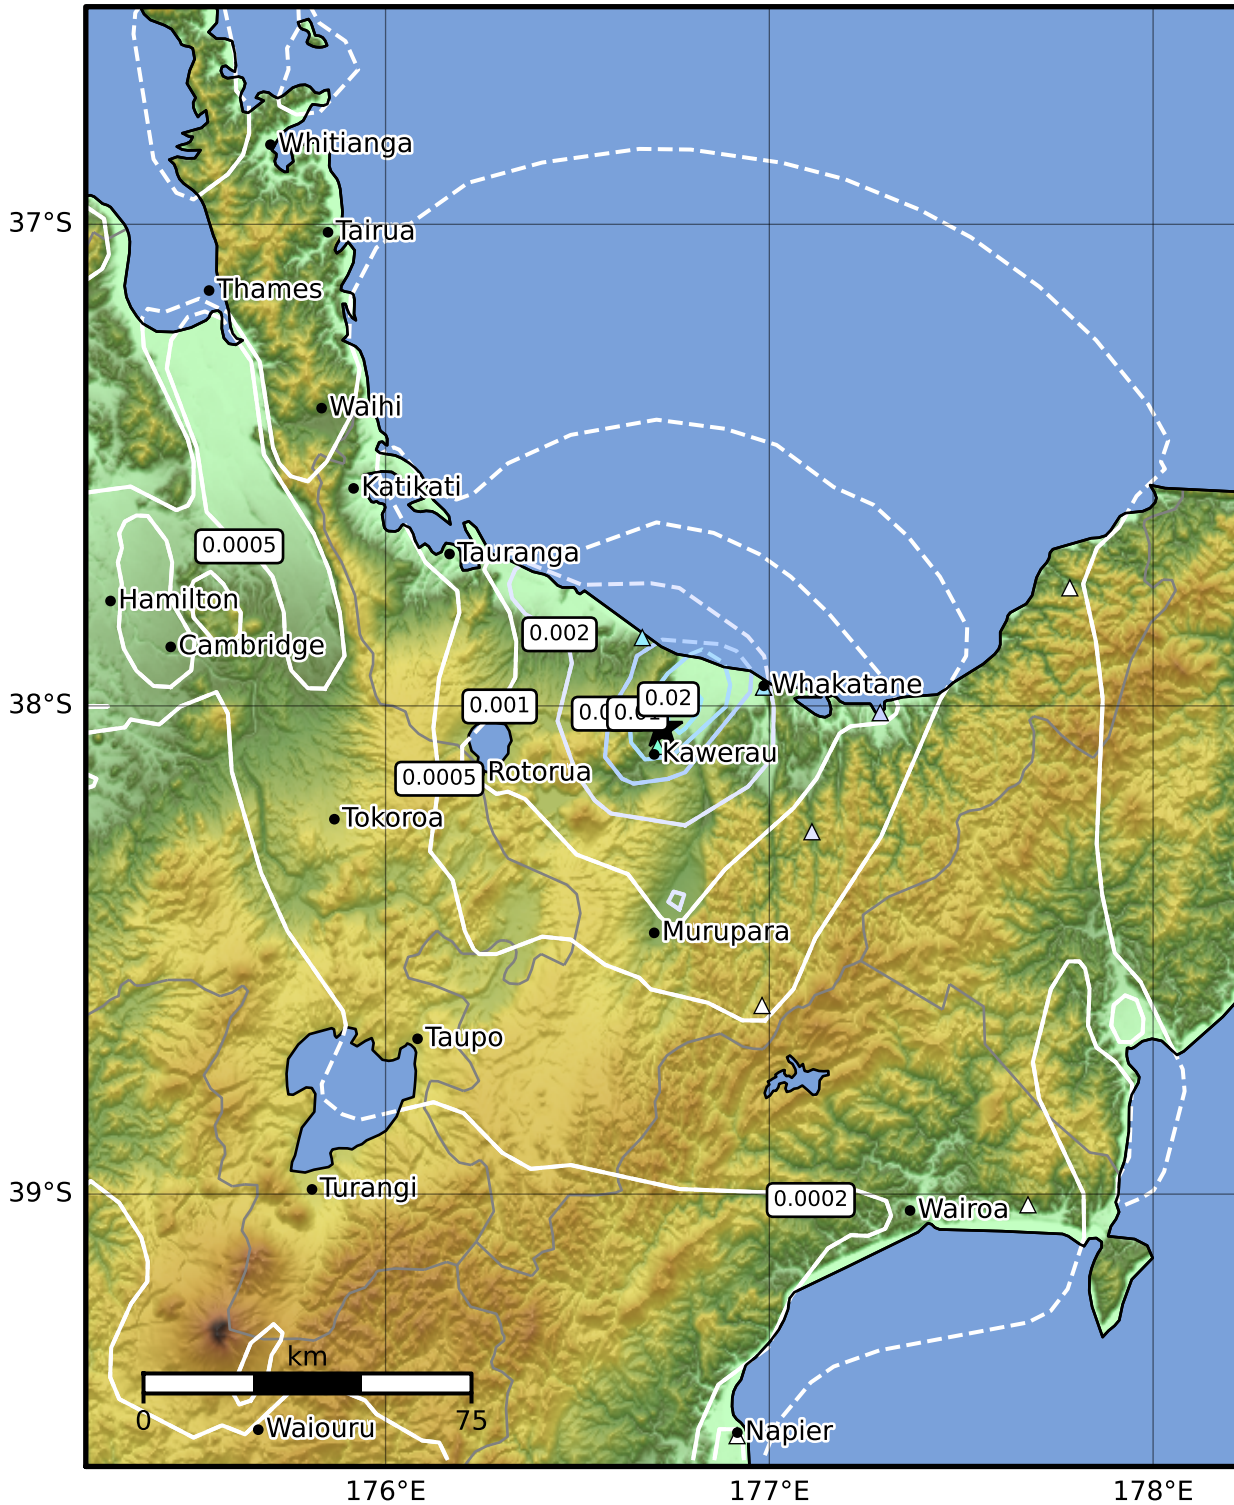 Whitianga
37°S
Tairua
Thames
Waihi
Katikati
0.0005
Tauranga
Hamilton
0.002
Cambridge
Whakatane
0.02
0.001
38°S
Kawerau
Rotorua
0.0005
Tokoroa
Murupara
Taupo
39°S
Turangi
0.0002
Wairoa
km
0
75
Waiouru
Napier
176°E
177°E
178°E